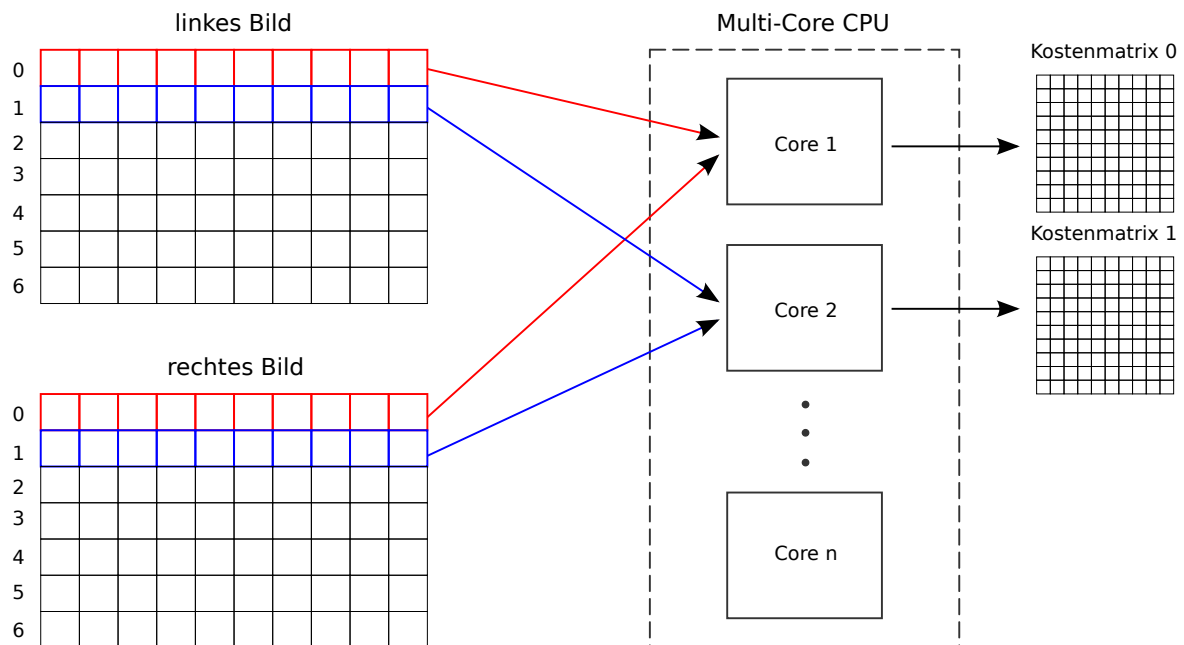 linkes Bild
0
1
2
3
4
5
6
rechtes Bild
0
1
2
3
4
5
6
Multi-Core CPU
Core 1
Core 2
Core n
Kostenmatrix 0
Kostenmatrix 1